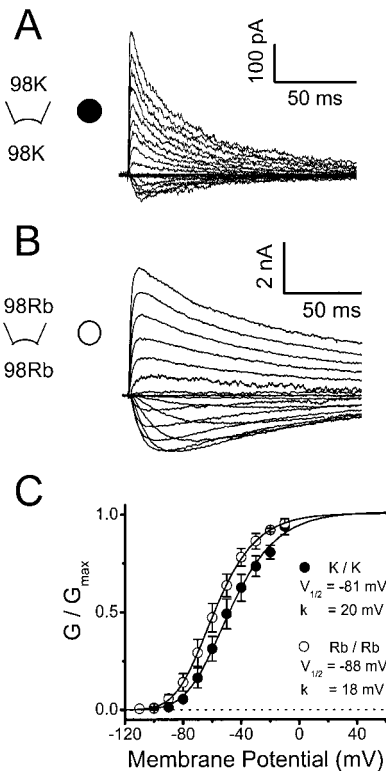 A
98K
98K
100 pA
50 ms
B
98Rb
98Rb
2 nA
50 ms
C
G / Gmax
1.0
0.5
0.0
K / K
V1/2 = -81 mV
k = 20 mV
Rb / Rb
V1/2 = -88 mV
k = 18 mV
-120 -80 -40 0 40
Membrane Potential (mV)